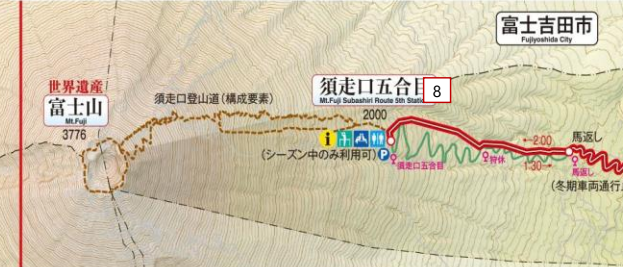 富士吉田市
Fujiyoshida City
世界遺産
富士山
Mt.Fuji
3776
須走口登山道(構成要素)
須走口五合目
Mt.Fuji Subashiri Route 5th Stati
8
2000
i
(シーズン中のみ利用可)
P
須走口五合目
狩休
←2:00
1:30→
馬返し
馬返し
(冬期車両通行